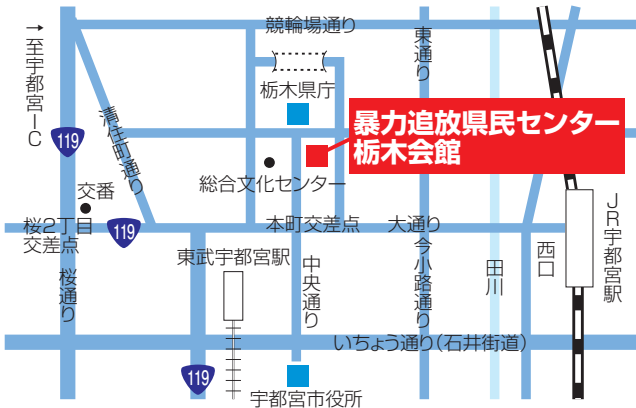 競輪場通り
↑至宇都宮IC
東通り
栃木県庁
119
清住町通り
暴力追放県民センター
栃木会館
総合文化センター
交番
桜2丁目
交差点
119
本町交差点
大通り
JR宇都宮駅
西口
東武宇都宮駅
中央通り
今小路通り
田川
桜通り
いちょう通り(石井街道)
119
宇都宮市役所